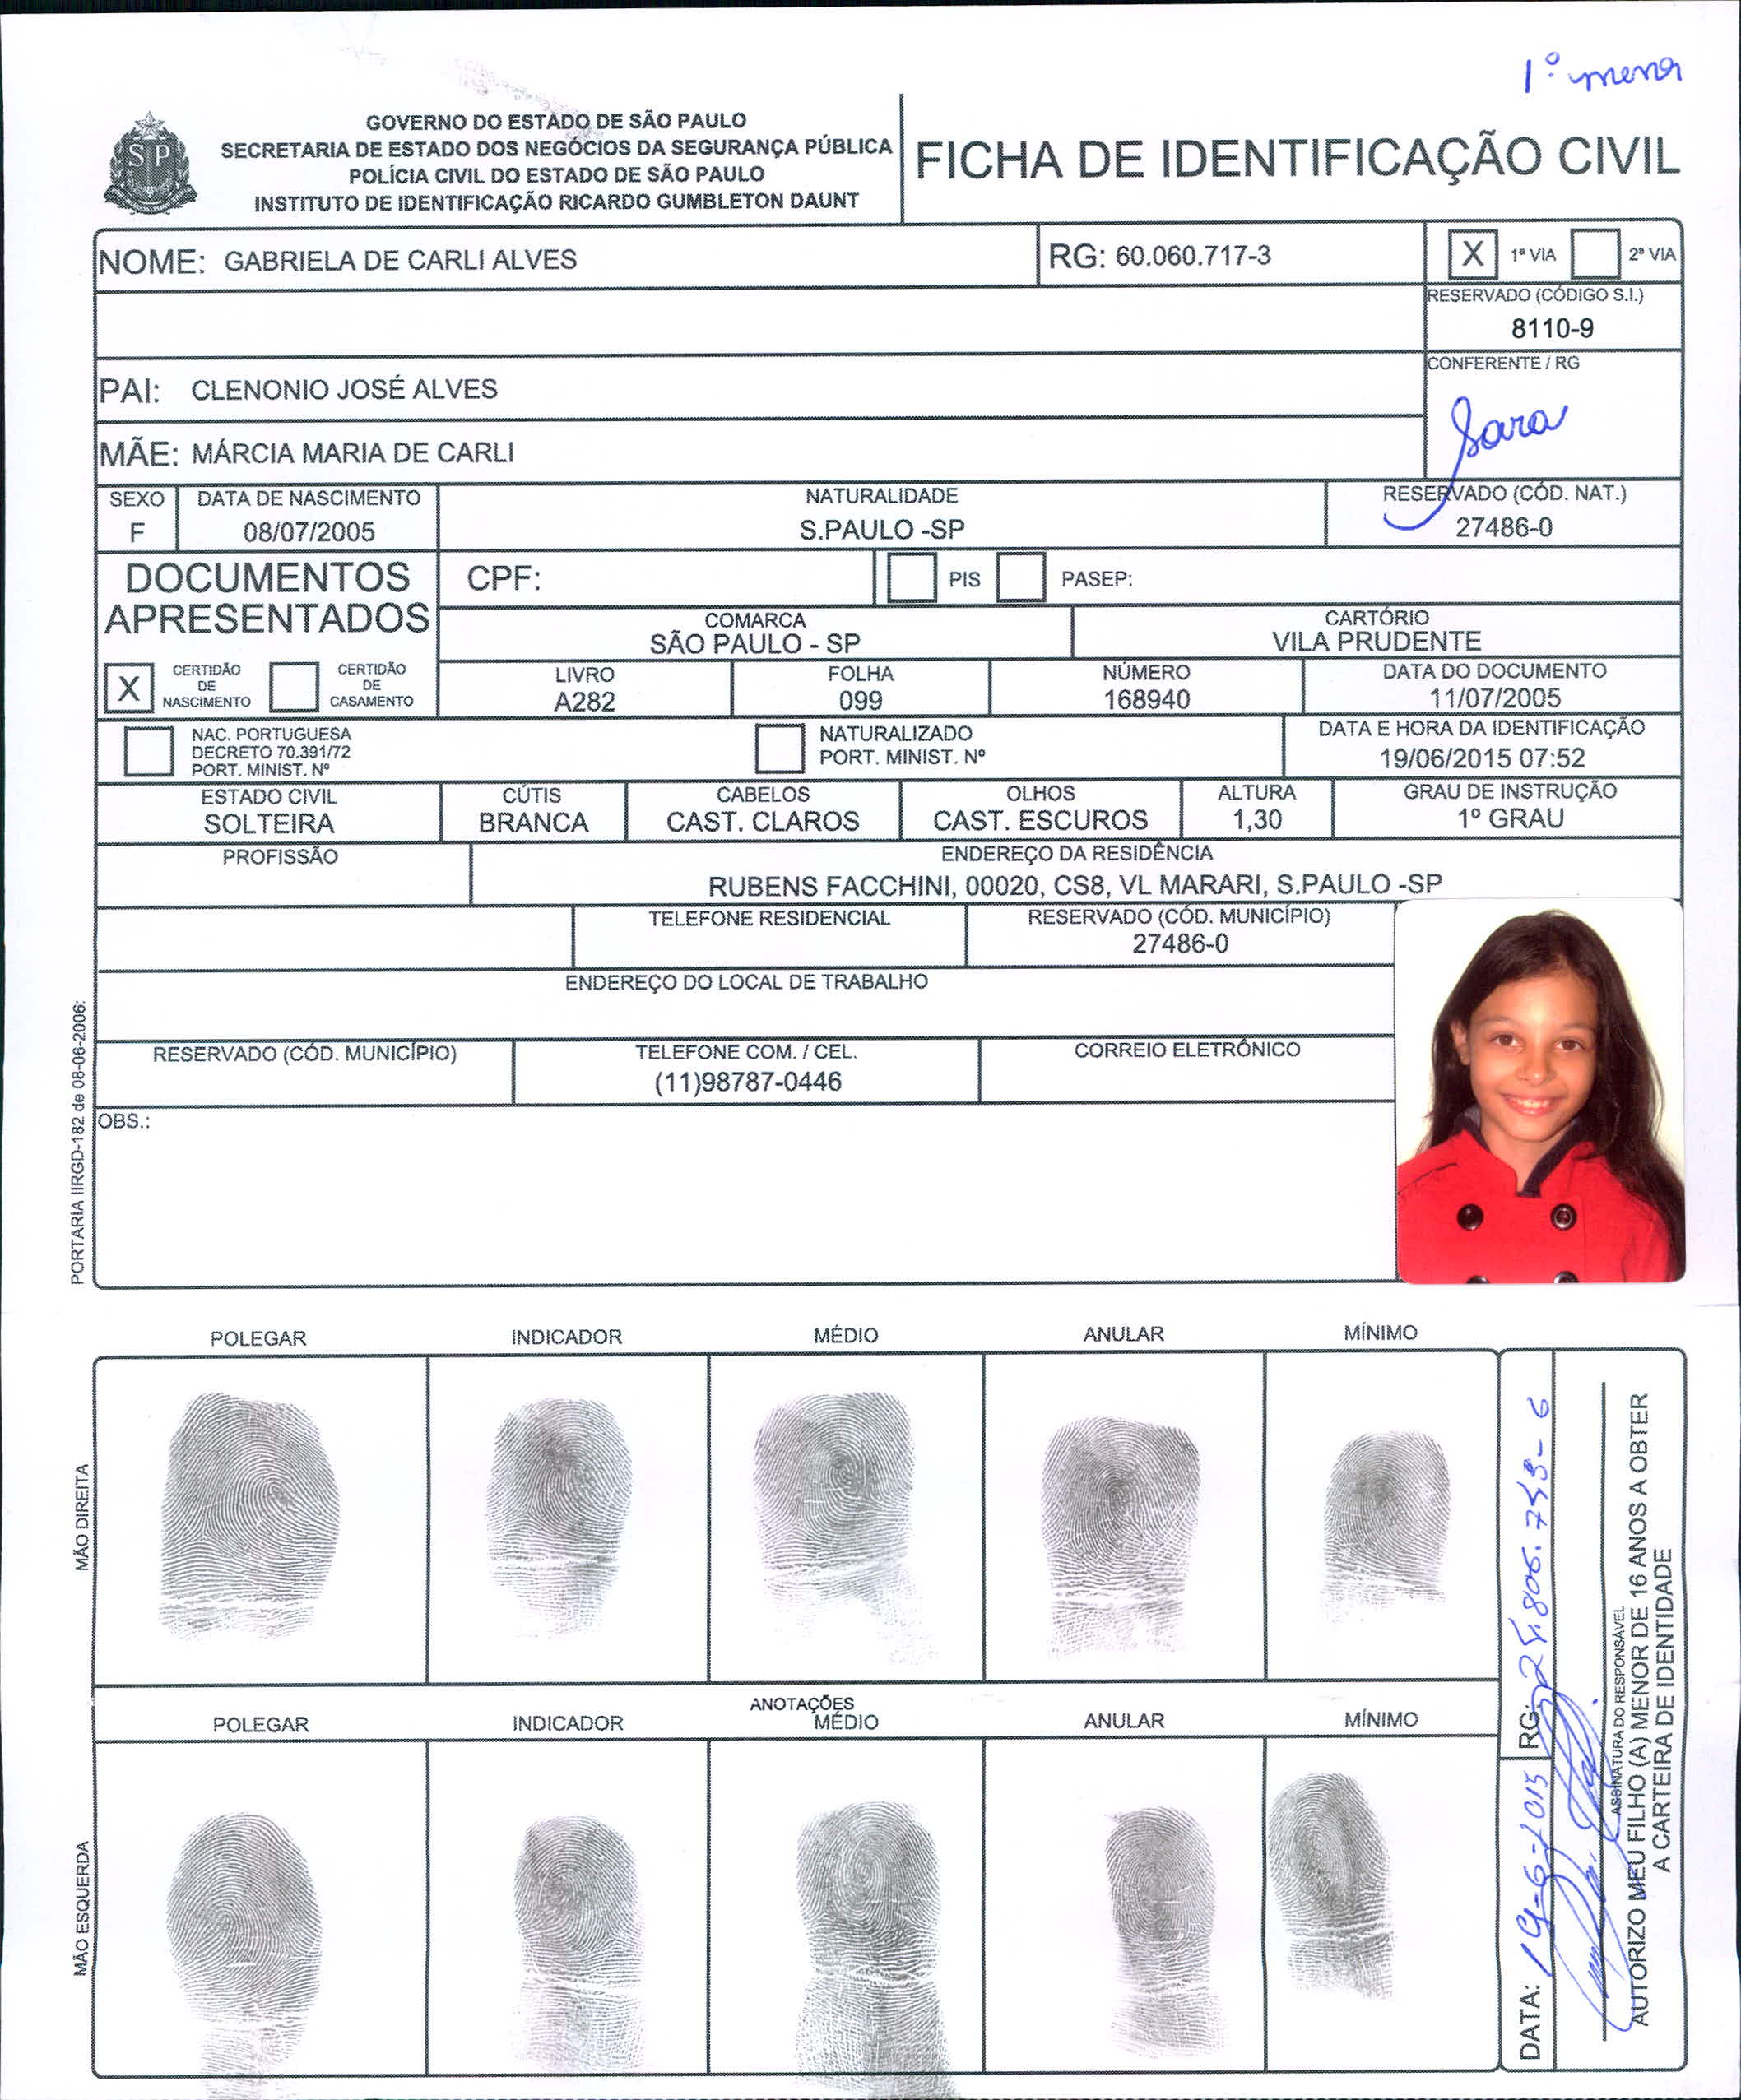 1º menor
GOVERNO DO ESTADO DE SÃO PAULO
SECRETARIA DE ESTADO DOS NEGÓCIOS DA SEGURANÇA PÚBLICA
POLÍCIA CIVIL DO ESTADO DE SÃO PAULO
INSTITUTO DE IDENTIFICAÇÃO RICARDO GUMBLETON DAUNT
SP
FICHA DE IDENTIFICAÇÃO CIVIL
NOME: GABRIELA DE CARLI ALVES
RG: 60.060.717-3
X 1ª VIA 2ª VIA
RESERVADO (CÓDIGO S.I.)
8110-9
PAI: CLENONIO JOSÉ ALVES
CONFERENTE / RG
Sara
MÃE: MÁRCIA MARIA DE CARLI
SEXO
F
DATA DE NASCIMENTO
08/07/2005
NATURALIDADE
S.PAULO -SP
RESERVADO (CÓD. NAT.)
27486-0
DOCUMENTOS
APRESENTADOS
CPF:
PIS
PASEP:
COMARCA
SÃO PAULO - SP
CARTÓRIO
VILA PRUDENTE
X
CERTIDÃO
DE
NASCIMENTO
CERTIDÃO
DE
CASAMENTO
LIVRO
A282
FOLHA
099
NÚMERO
168940
DATA DO DOCUMENTO
11/07/2005
NAC. PORTUGUESA
DECRETO 70.391/72
PORT. MINIST. Nº
NATURALIZADO
PORT. MINIST. Nº
DATA E HORA DA IDENTIFICAÇÃO
19/06/2015 07:52
ESTADO CIVIL
SOLTEIRA
CÚTIS
BRANCA
CABELOS
CAST. CLAROS
OLHOS
CAST. ESCUROS
ALTURA
1,30
GRAU DE INSTRUÇÃO
1º GRAU
PROFISSÃO
ENDEREÇO DA RESIDÊNCIA
RUBENS FACCHINI, 00020, CS8, VL MARARI, S.PAULO -SP
TELEFONE RESIDENCIAL
RESERVADO (CÓD. MUNICÍPIO)
27486-0
ENDEREÇO DO LOCAL DE TRABALHO
RESERVADO (CÓD. MUNICÍPIO)
TELEFONE COM. / CEL.
(11)98787-0446
CORREIO ELETRÔNICO
OBS.:
PORTARIA IIRGD-182 de 08-06-2006:
POLEGAR INDICADOR MÉDIO ANULAR MÍNIMO
MÃO DIREITA
ANOTAÇÕES
POLEGAR INDICADOR MÉDIO ANULAR MÍNIMO
MÃO ESQUERDA
DATA: 19-6-2015 RG:
ASSINATURA DO RESPONSÁVEL
AUTORIZO MEU FILHO (A) MENOR DE 16 ANOS A OBTER
A CARTEIRA DE IDENTIDADE